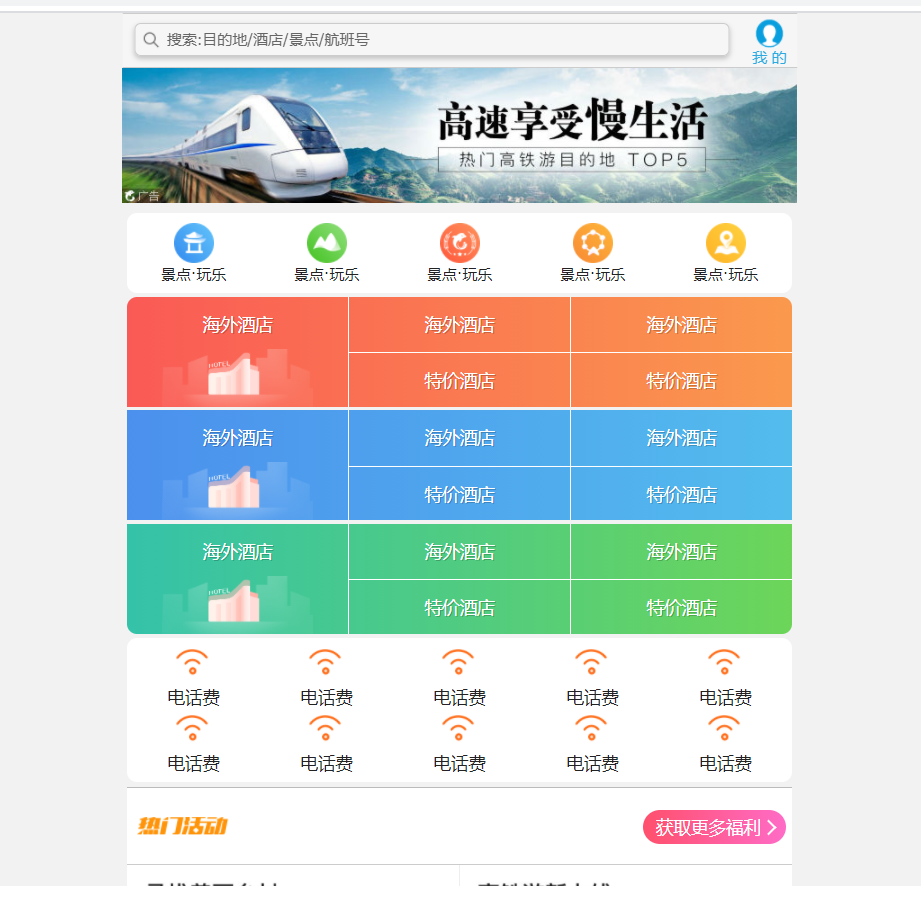 搜索:目的地/酒店/景点/航班号
我 的
高速享受慢生活
热门高铁游目的地 TOP5
广告
景点·玩乐 景点·玩乐 景点·玩乐 景点·玩乐 景点·玩乐
海外酒店 海外酒店 海外酒店
HOTEL
特价酒店 特价酒店
海外酒店 海外酒店 海外酒店
HOTEL
特价酒店 特价酒店
海外酒店 海外酒店 海外酒店
HOTEL
特价酒店 特价酒店
电话费 电话费 电话费 电话费 电话费
电话费 电话费 电话费 电话费 电话费
热门活动
获取更多福利